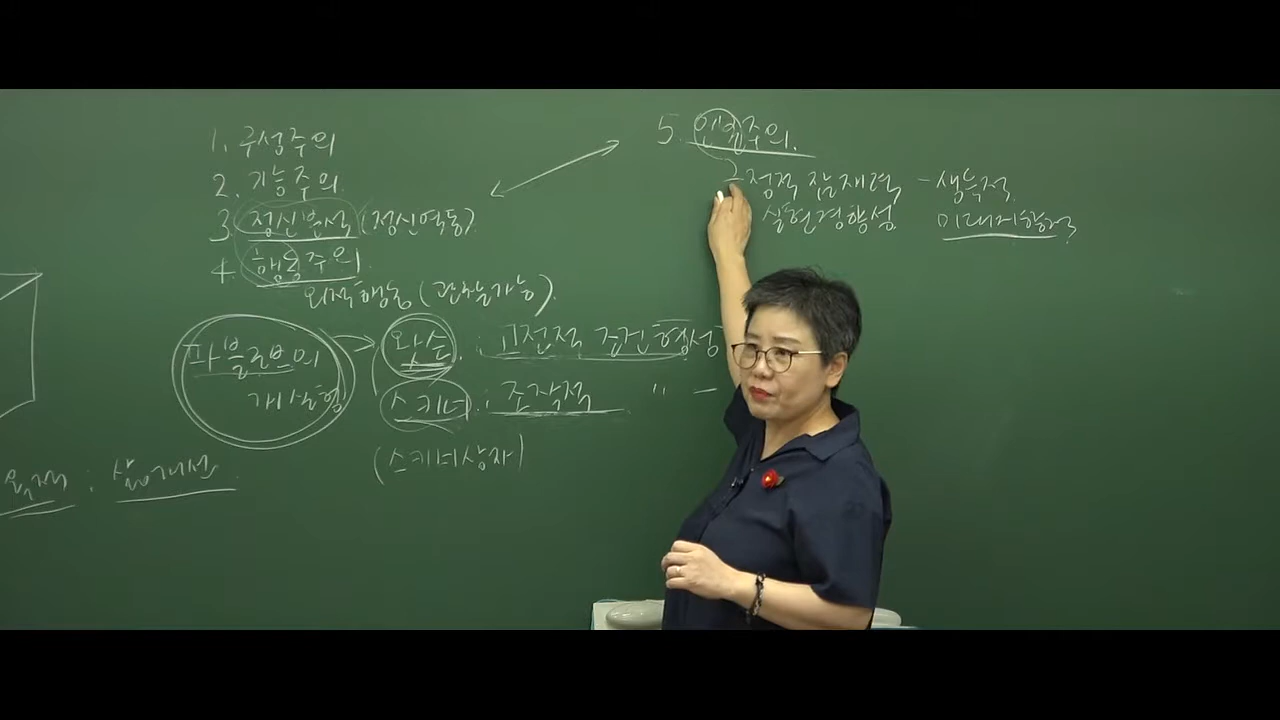 1. 구성주의
2. 기능주의
3 정신분석 (정신역동)
4. 행동주의
외적행동 (관찰가능)
파블로브의
개실험
왓슨. : 고전적 조건형성
스키너. : 조작적 " -
(스키너상자)
: 삶의개선
5. 인본주의.
긍정적 잠재력 - 생득적
실현경향성 미래지향적